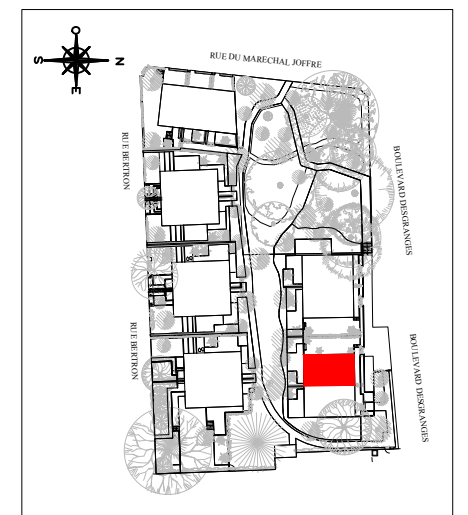 O
S
N
E
RUE DU MARECHAL JOFFRE
RUE BERTRON
BOULEVARD DESGRANGES
RUE BERTRON
BOULEVARD DESGRANGES